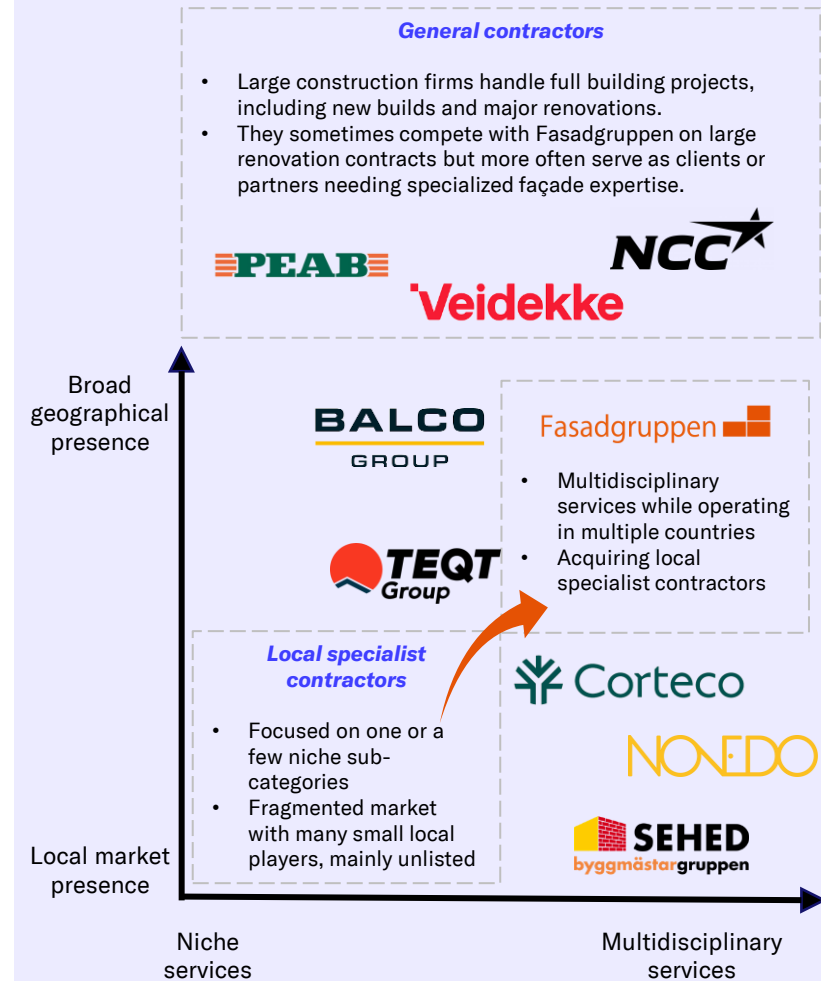 General contractors
• Large construction firms handle full building projects,
including new builds and major renovations.
• They sometimes compete with Fasadgruppen on large
renovation contracts but more often serve as clients or
partners needing specialized façade expertise.
PEAB
NCC
Veidekke
Broad
geographical
presence
BALCO
GROUP
Fasadgruppen
• Multidisciplinary
services while operating
in multiple countries
• Acquiring local
specialist contractors
TEQT
Group
Local specialist
contractors
• Focused on one or a
few niche sub-
categories
• Fragmented market
with many small local
players, mainly unlisted
Corteco
NOVEDO
SEHED
byggmästargruppen
Local market
presence
Niche
services
Multidisciplinary
services